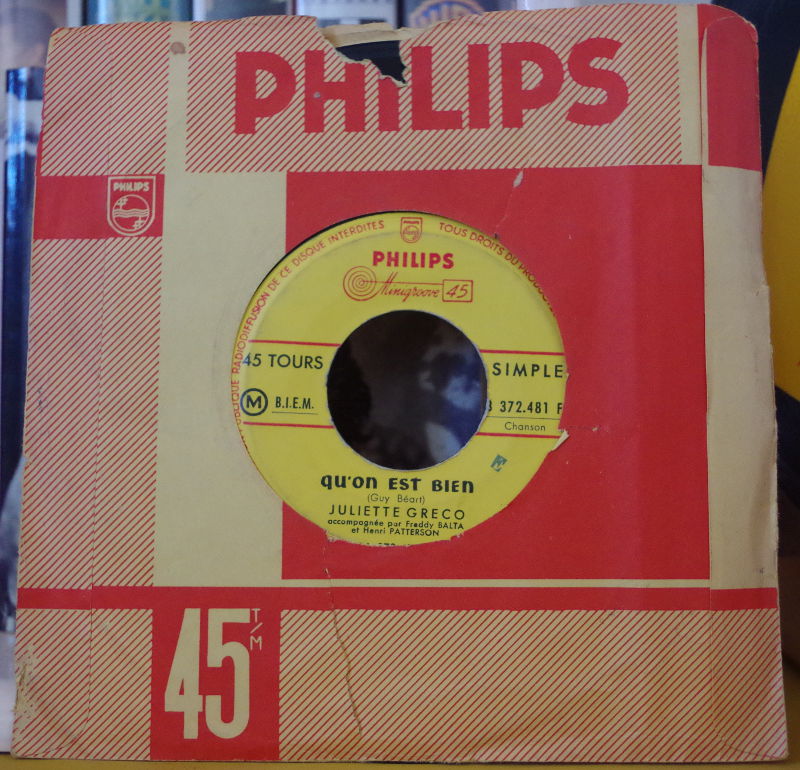 PHILIPS
PHILIPS
DE CE DISQUE INTERDITES
RADIODIFFUSION
TOUS DROITS DU
PHILIPS
Minigroove 45
45 TOURS
SIMPLE
M B.I.E.M.
372.481 F
Chanson
QU'ON EST BIEN
(Guy Béart)
JULIETTE GRECO
accompagnée par Freddy BALTA
et Henri PATTERSON
45 T/M